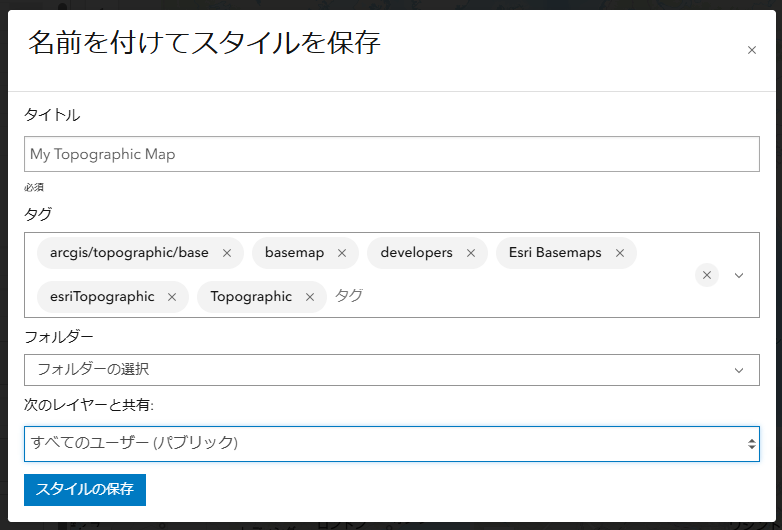 名前を付けてスタイルを保存
タイトル
My Topographic Map
必須
タグ
arcgis/topographic/base × basemap × developers × Esri Basemaps ×
esriTopographic × Topographic × タグ
フォルダー
フォルダーの選択
次のレイヤーと共有:
すべてのユーザー (パブリック)
スタイルの保存